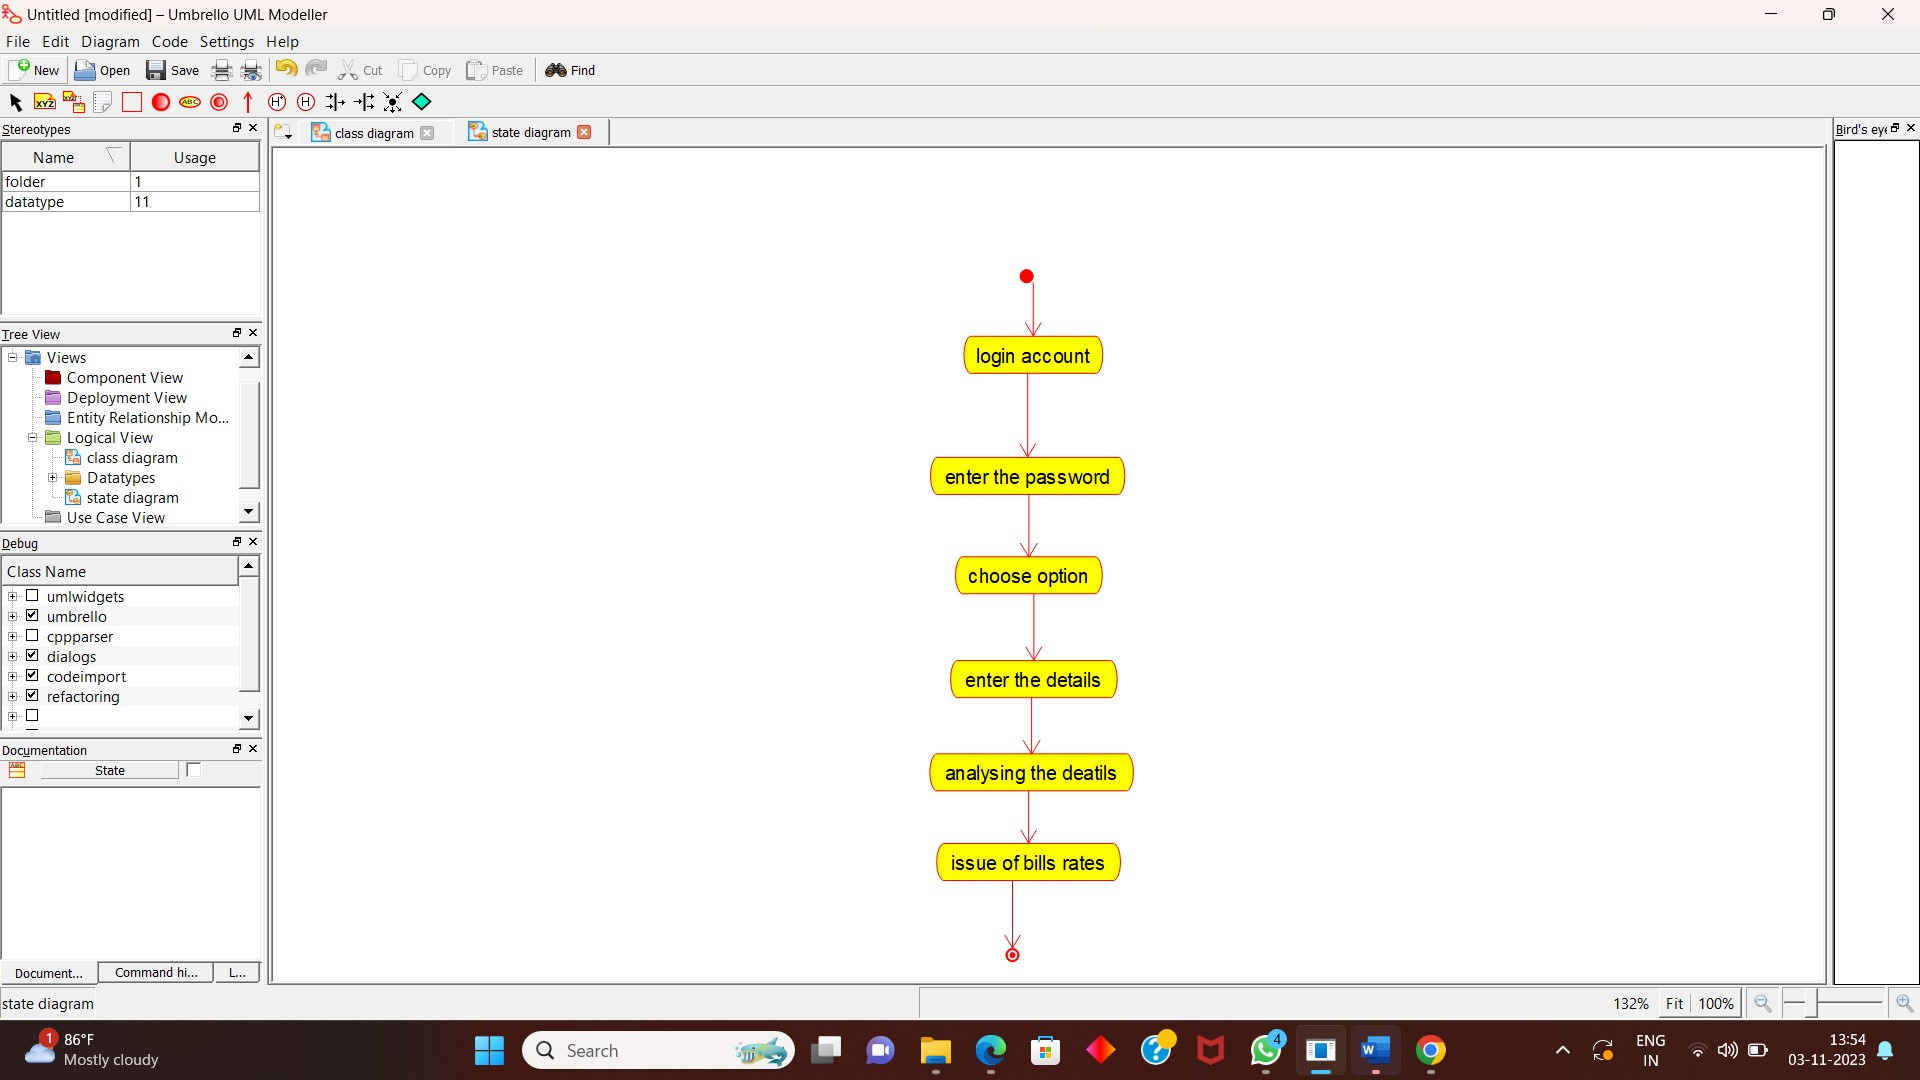 Untitled [modified] – Umbrello UML Modeller
File Edit Diagram Code Settings Help
New Open Save Cut Copy Paste Find
XYZ ABC H* H
Stereotypes
Name Usage
folder 1
datatype 11
Tree View
Views
Component View
Deployment View
Entity Relationship Mo...
Logical View
class diagram
Datatypes
state diagram
Use Case View
Debug
Class Name
umlwidgets
umbrello
cppparser
dialogs
codeimport
refactoring
Documentation
State
Document... Command hi... L...
state diagram
class diagram state diagram
login account
enter the password
choose option
enter the details
analysing the deatils
issue of bills rates
Bird's eye
132% Fit 100%
1
86°F
Mostly cloudy
Search
4
ENG
IN
13:54
03-11-2023